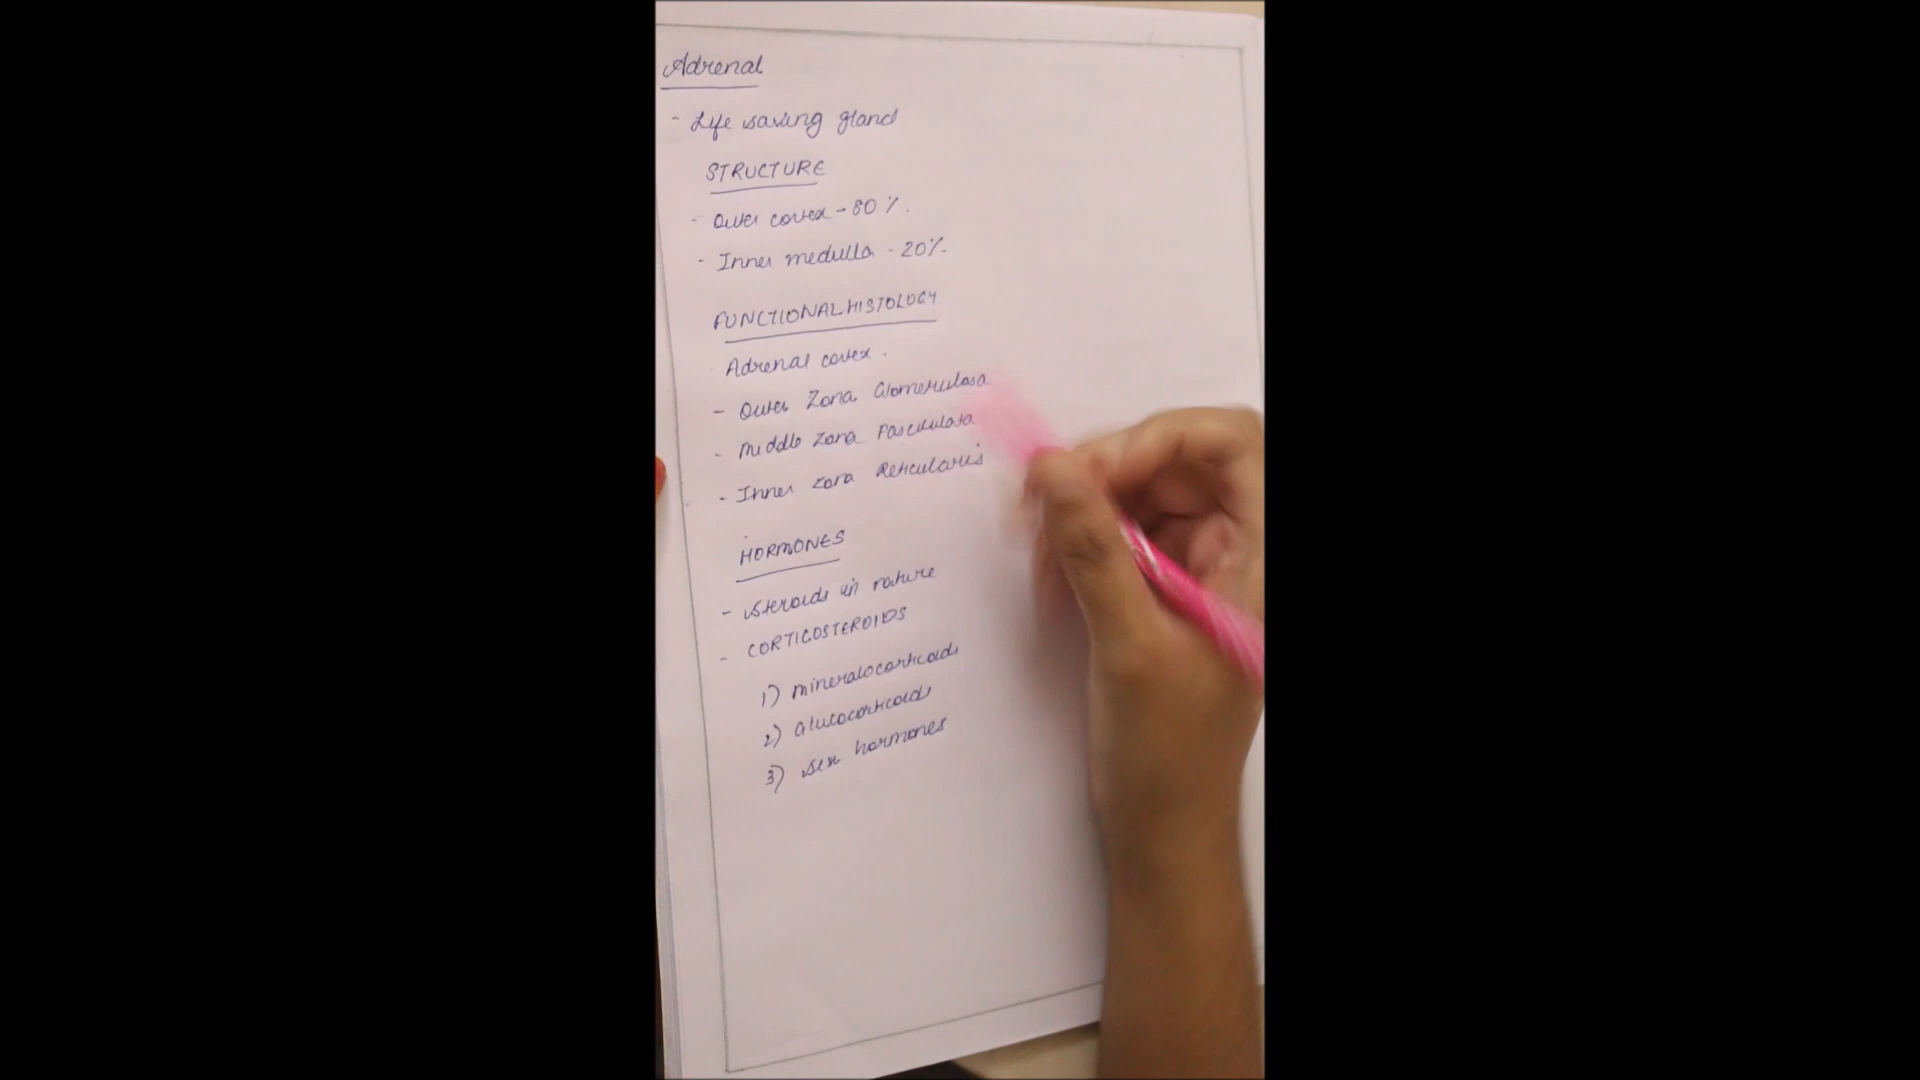 Adrenal
- Life saving gland
STRUCTURE
- Outer cortex - 80 %.
- Inner medulla - 20%.
FUNCTIONAL HISTOLOGY
Adrenal cortex.
- Outer Zona Glomerulosa
- Middle Zona Fasciculata
- Inner Zona Reticularis
HORMONES
- Steroids in nature
- CORTICOSTEROIDS
1) Mineralocorticoids
2) Glucocorticoids
3) Sex hormones